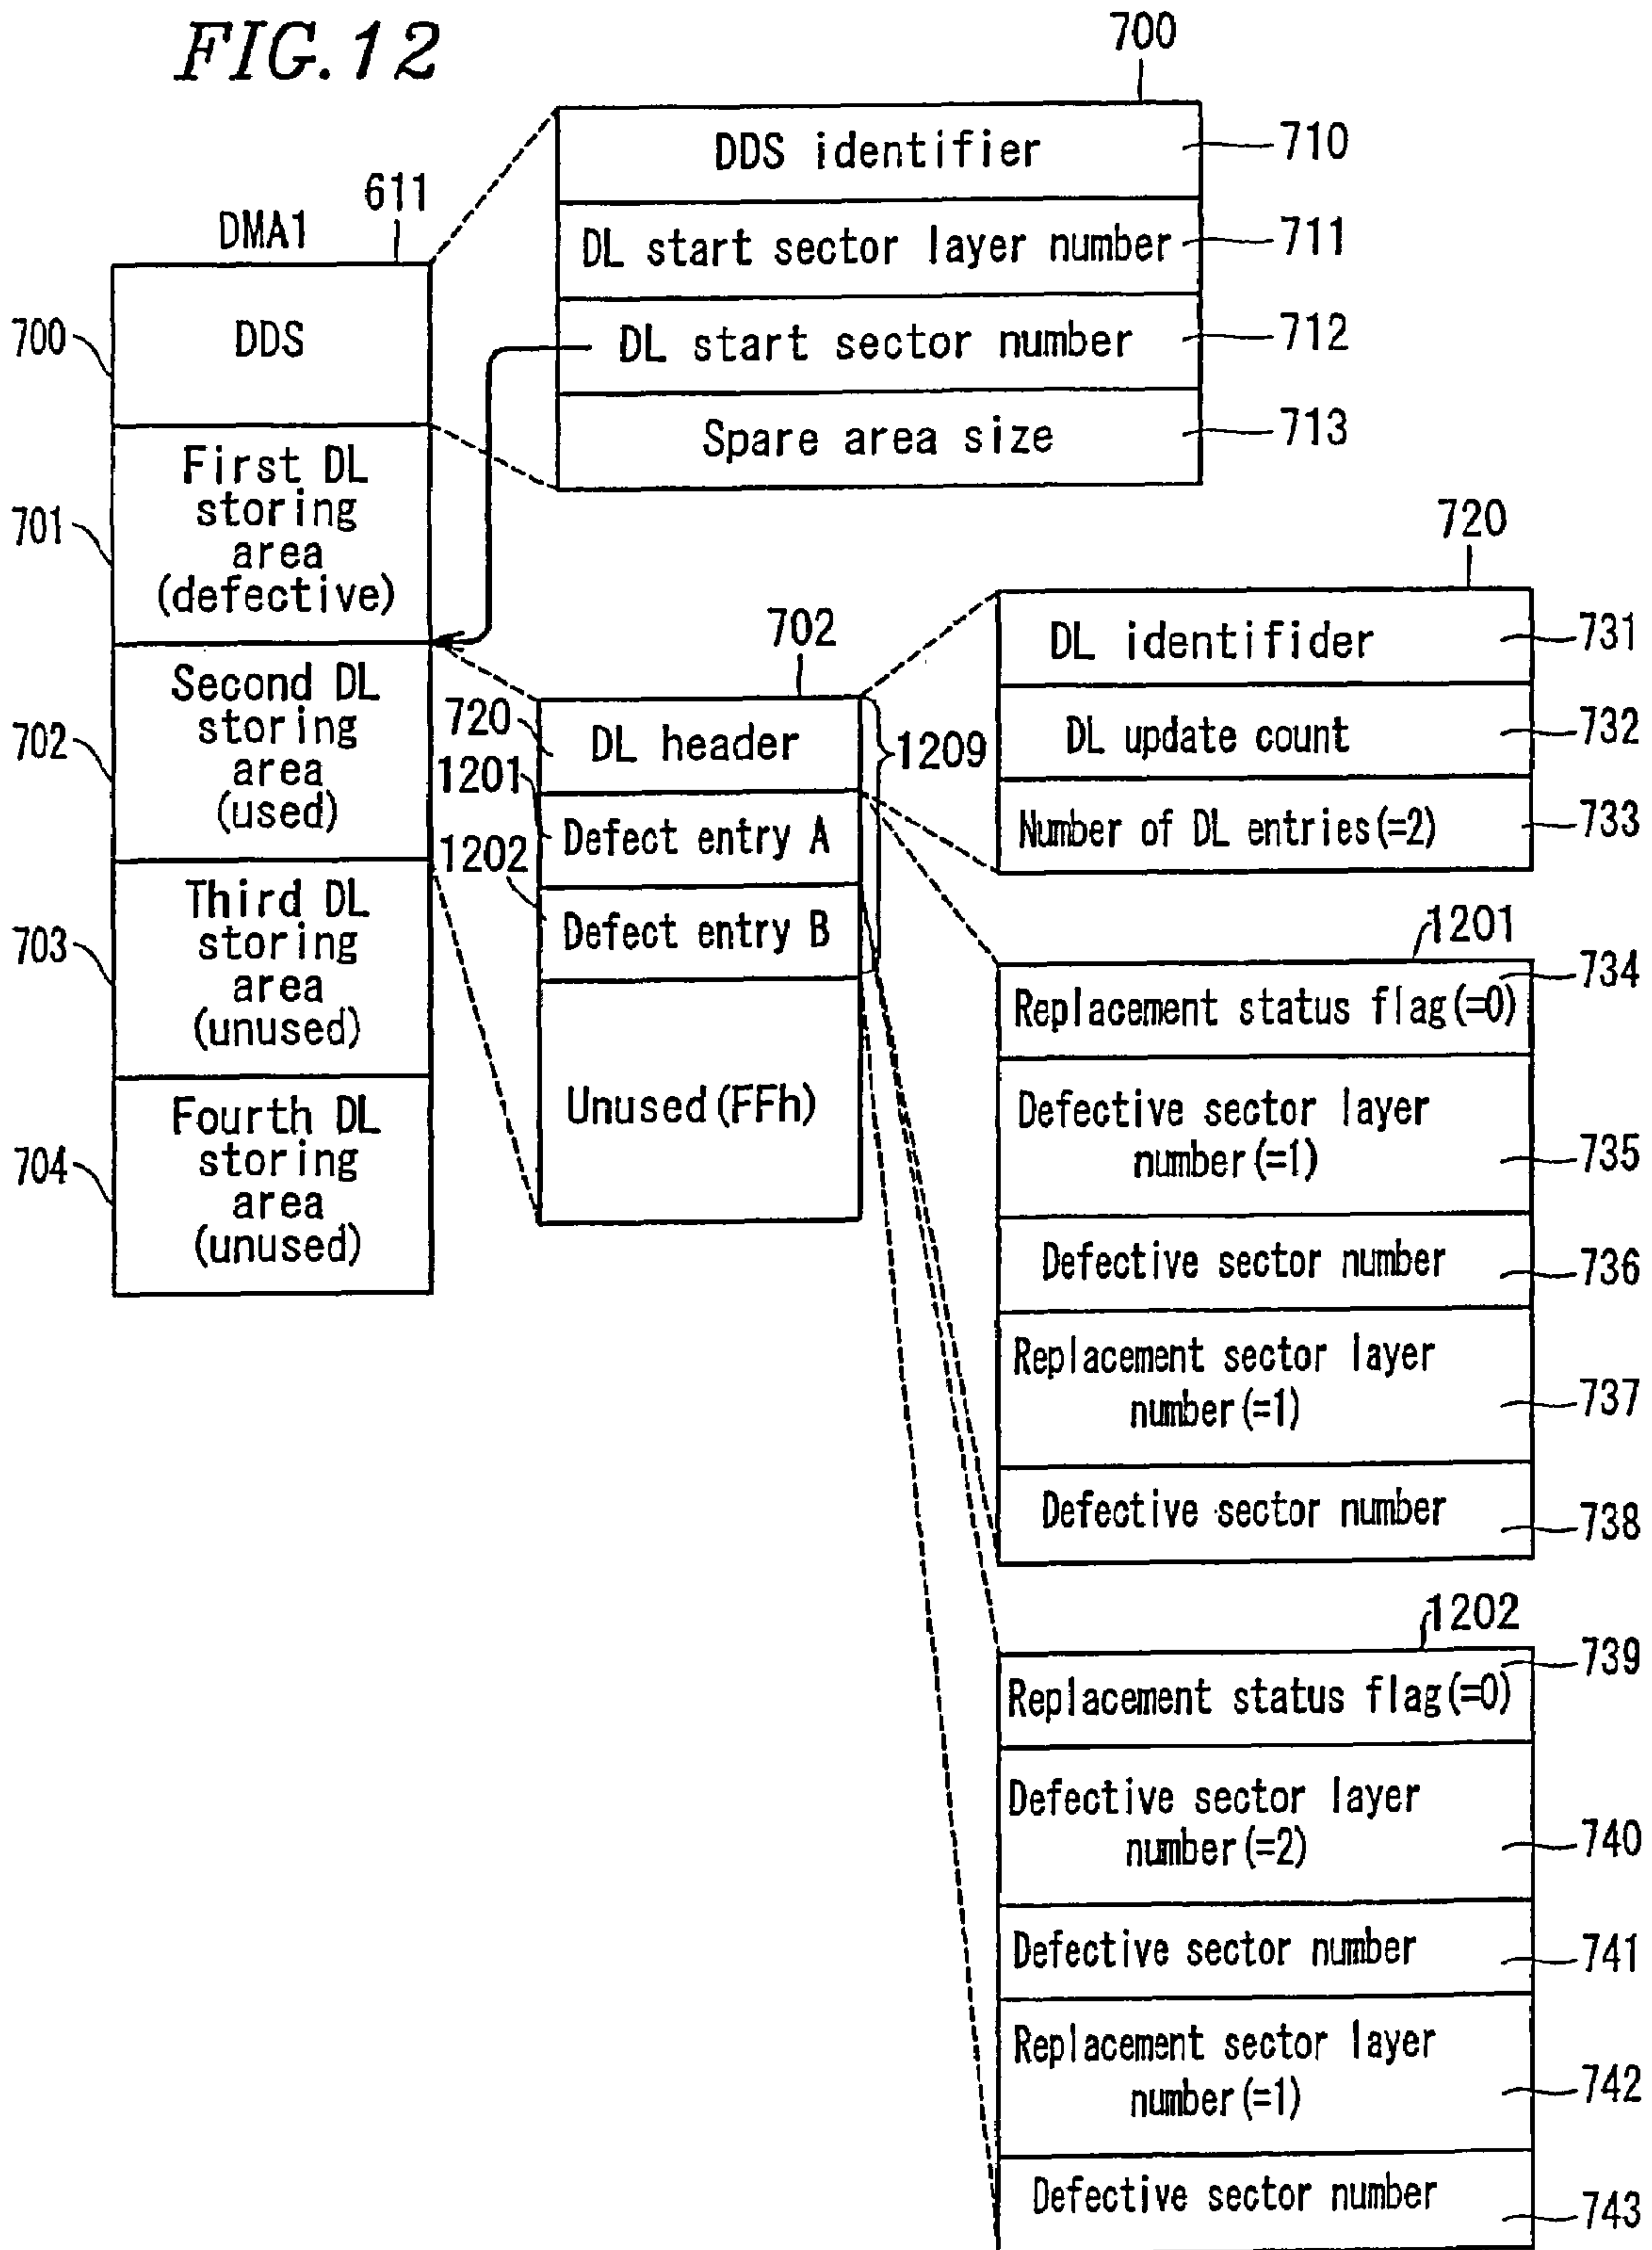 FIG.12
700
DDS identifier
710
DL start sector layer number
711
DL start sector number
712
Spare area size
713
611
DMA1
700
DDS
701
First DL
storing
area
(defective)
702
Second DL
storing
area
(used)
703
Third DL
storing
area
(unused)
704
Fourth DL
storing
area
(unused)
702
720
DL header
1209
1201
Defect entry A
1202
Defect entry B
Unused(FFh)
720
DL identifider
731
DL update count
732
Number of DL entries(=2)
733
1201
734
Replacement status flag(=0)
Defective sector layer
number(=1)
735
Defective sector number
736
Replacement sector layer
number(=1)
737
Defective sector number
738
1202
739
Replacement status flag(=0)
Defective sector layer
number(=2)
740
Defective sector number
741
Replacement sector layer
number(=1)
742
Defective sector number
743